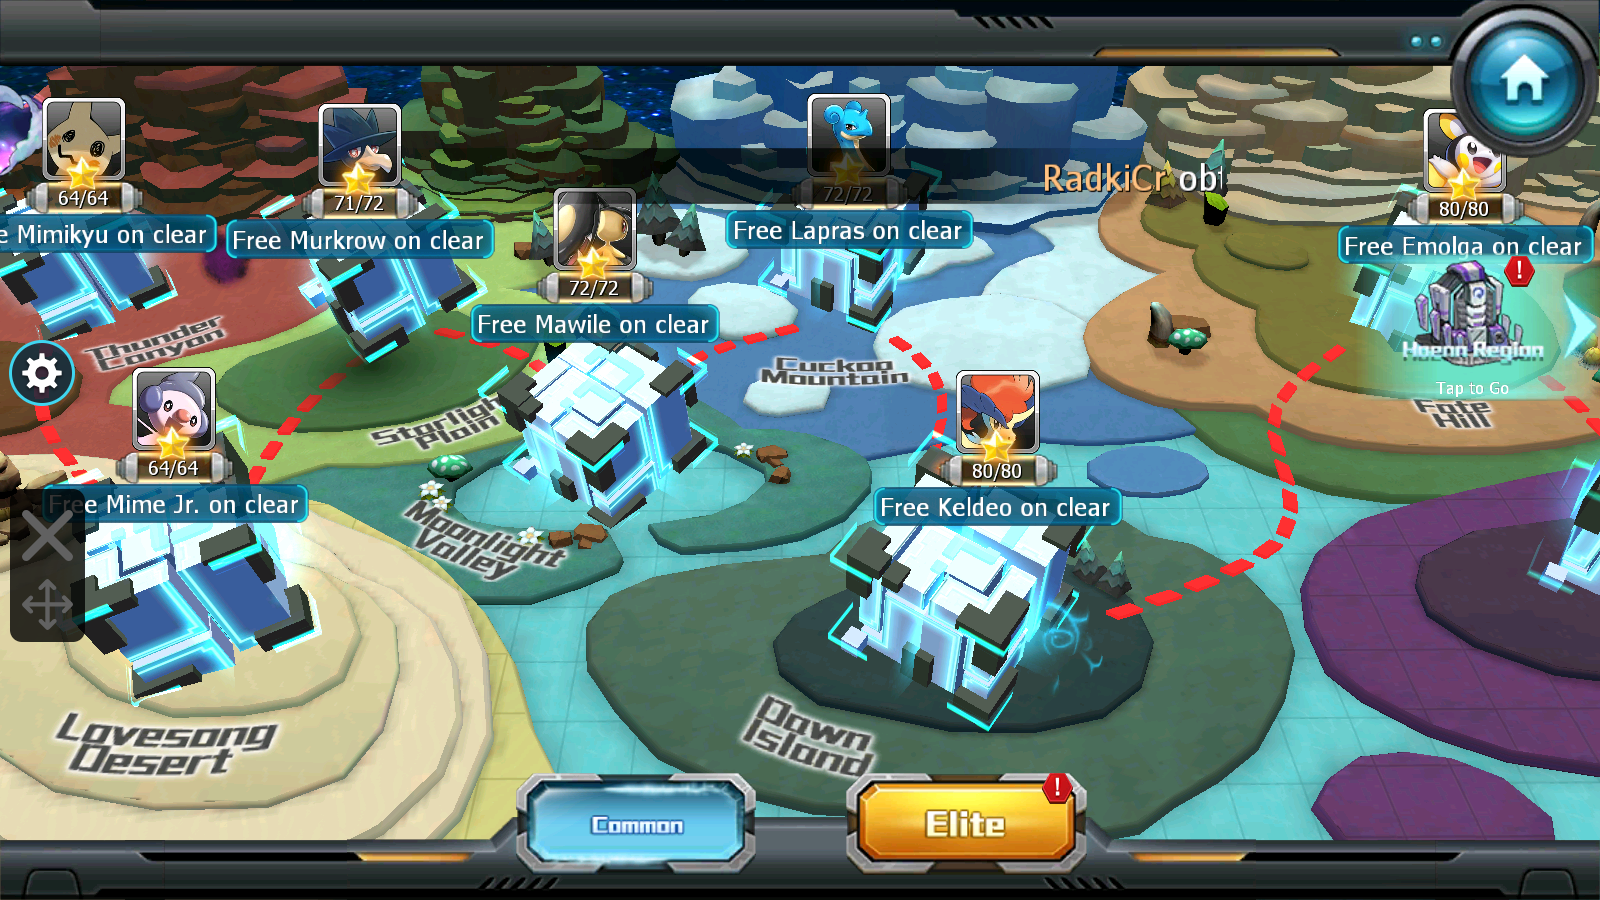 RadkiCr
64/64
e Mimikyu on clear
71/72
Free Murkrow on clear
72/72
Free Mawile on clear
72/72
Free Lapras on clear
80/80
Free Emolga on clear
!
Hoenn Region
Tap to Go
Fate
Hill
Thunder
Canyon
Starligh
Plain
Cuckoo
Mountain
64/64
Free Mime Jr. on clear
80/80
Free Keldeo on clear
Moonlight
Valley
Lovesong
Desert
Dawn
Island
Common
Elite
!